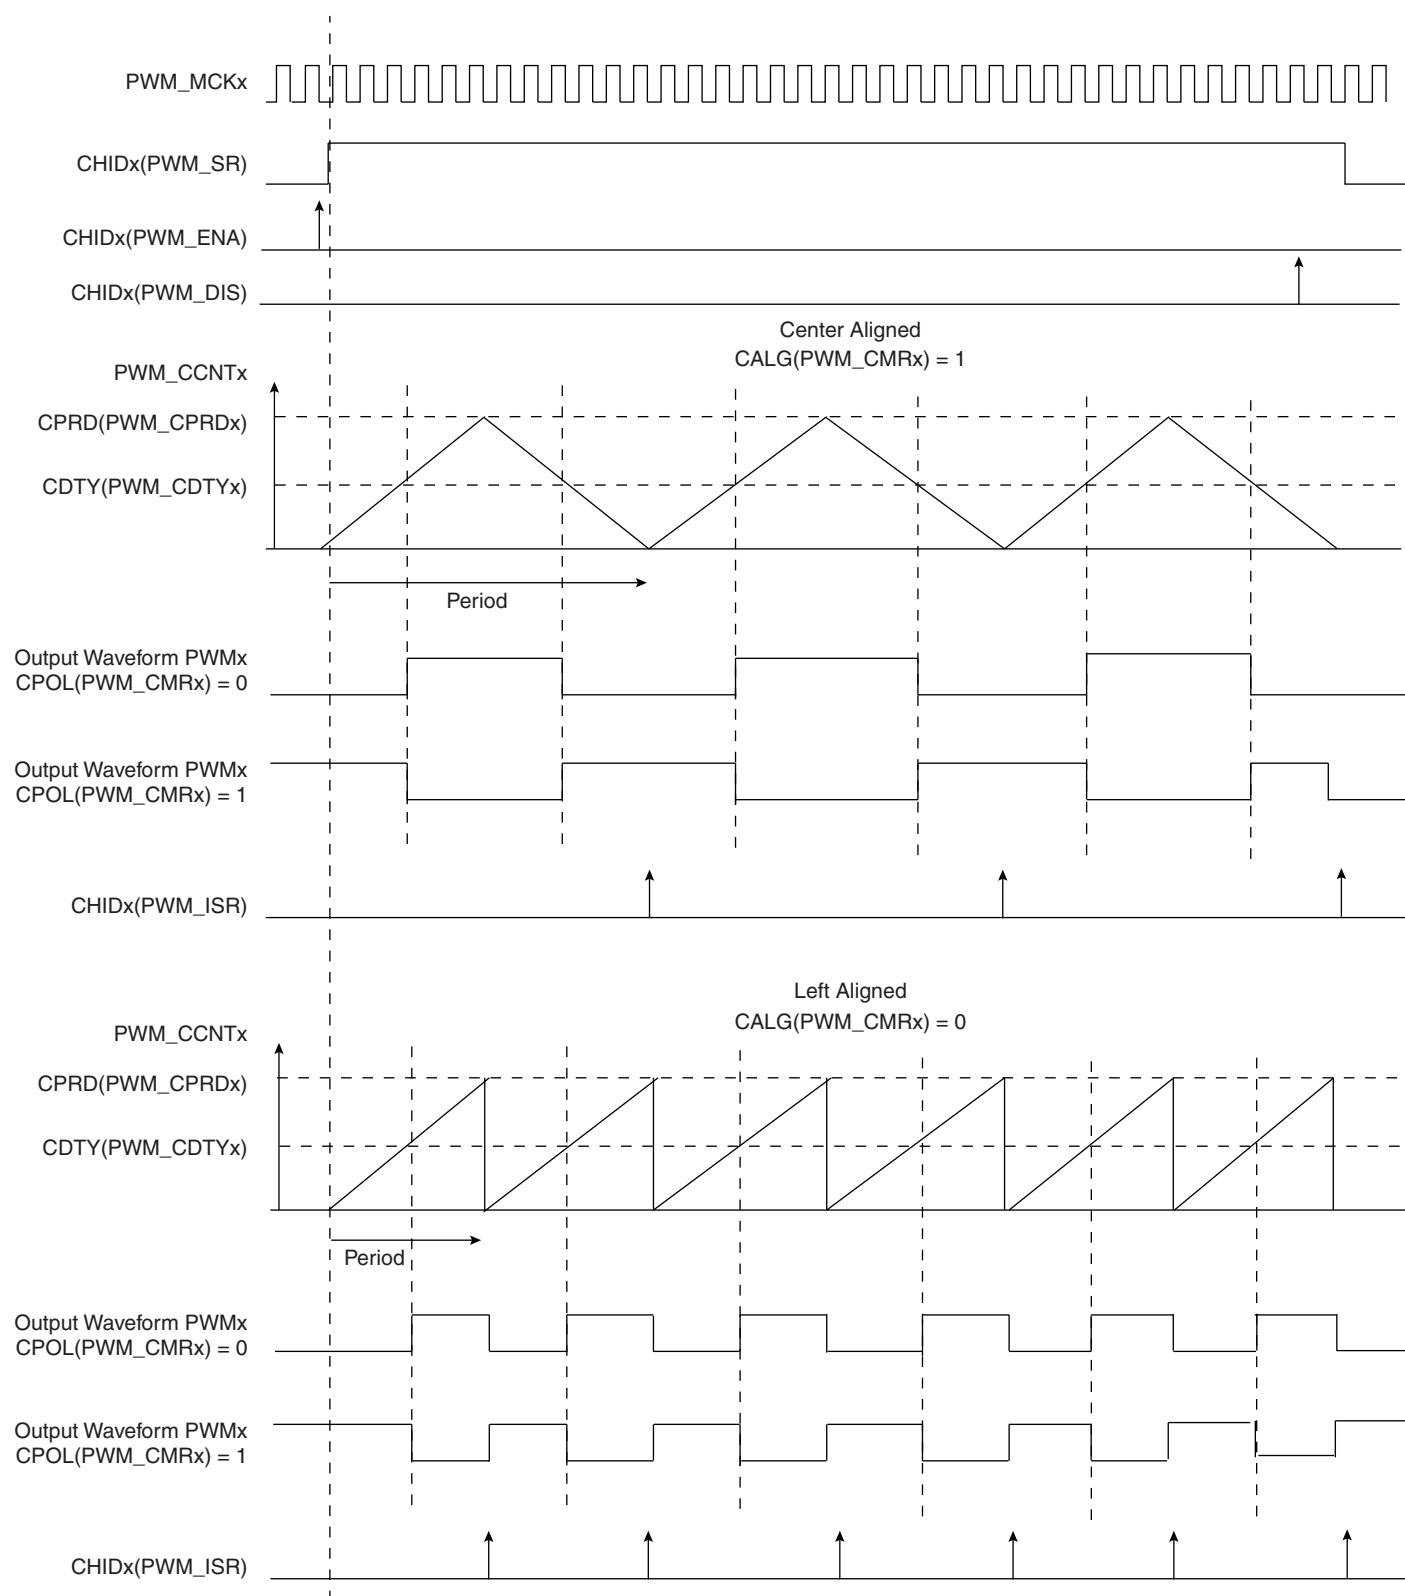 PWM_MCKx
CHIDx(PWM_SR)
CHIDx(PWM_ENA)
CHIDx(PWM_DIS)
Center Aligned
CALG(PWM_CMRx) = 1
PWM_CCNTx
CPRD(PWM_CPRDx)
CDTY(PWM_CDTYx)
Period
Output Waveform PWMx
CPOL(PWM_CMRx) = 0
Output Waveform PWMx
CPOL(PWM_CMRx) = 1
CHIDx(PWM_ISR)
Left Aligned
CALG(PWM_CMRx) = 0
PWM_CCNTx
CPRD(PWM_CPRDx)
CDTY(PWM_CDTYx)
Period
Output Waveform PWMx
CPOL(PWM_CMRx) = 0
Output Waveform PWMx
CPOL(PWM_CMRx) = 1
CHIDx(PWM_ISR)